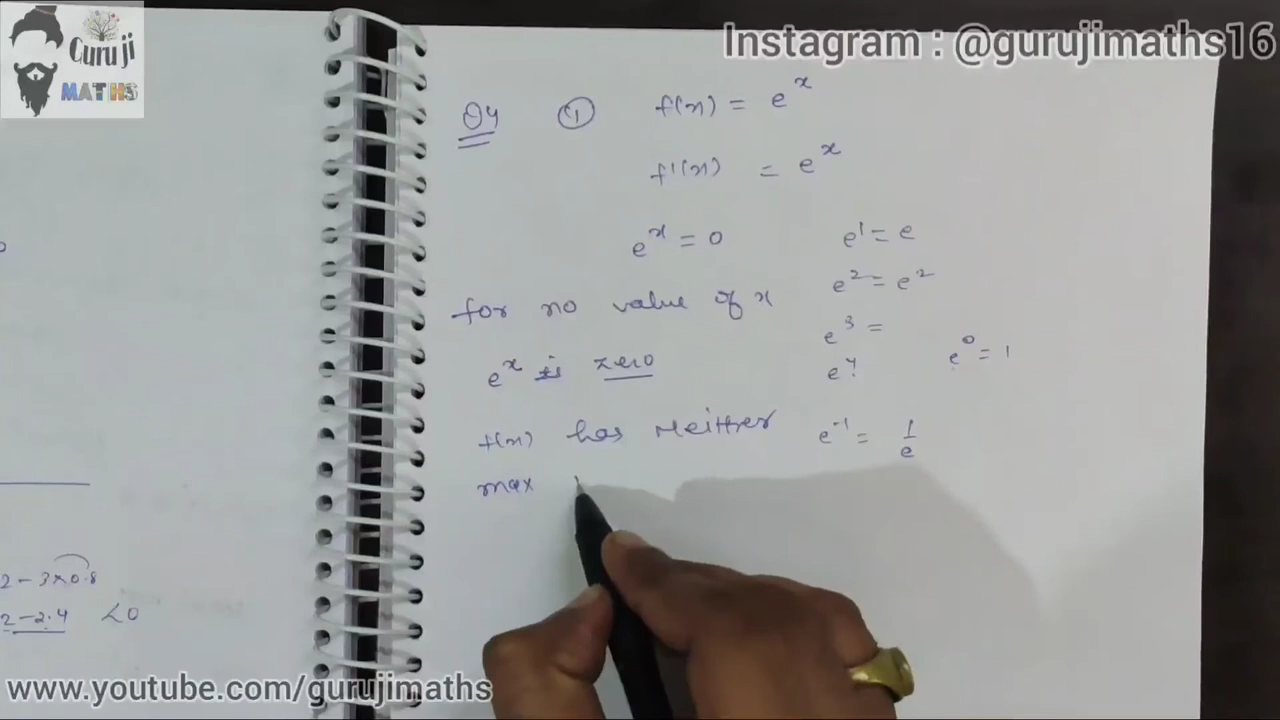 Guru ji
MATHS
Instagram : @gurujimaths16
Q4 ① f(x) = e^x
f'(x) = e^x
e^x = 0
for no value of x
e^x is zero
f(x) has neither
max
e^1 = e
e^2 = e^2
e^3 =
e^4
e^0 = 1
e^-1 = 1/e
2 - 3×0.8
2 - 2.4 <0
www.youtube.com/gurujimaths